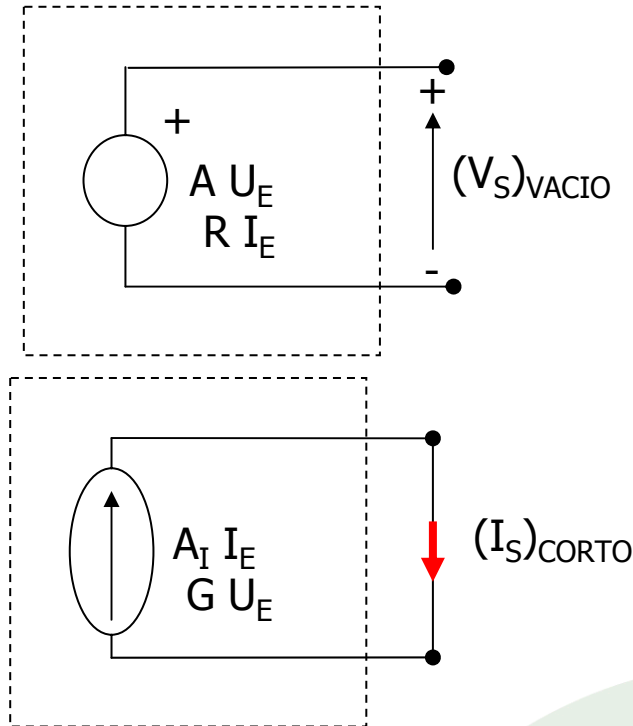 +
+
A U_E
R I_E
(V_S)_VACIO
-
A_I I_E
G U_E
(I_S)_CORTO